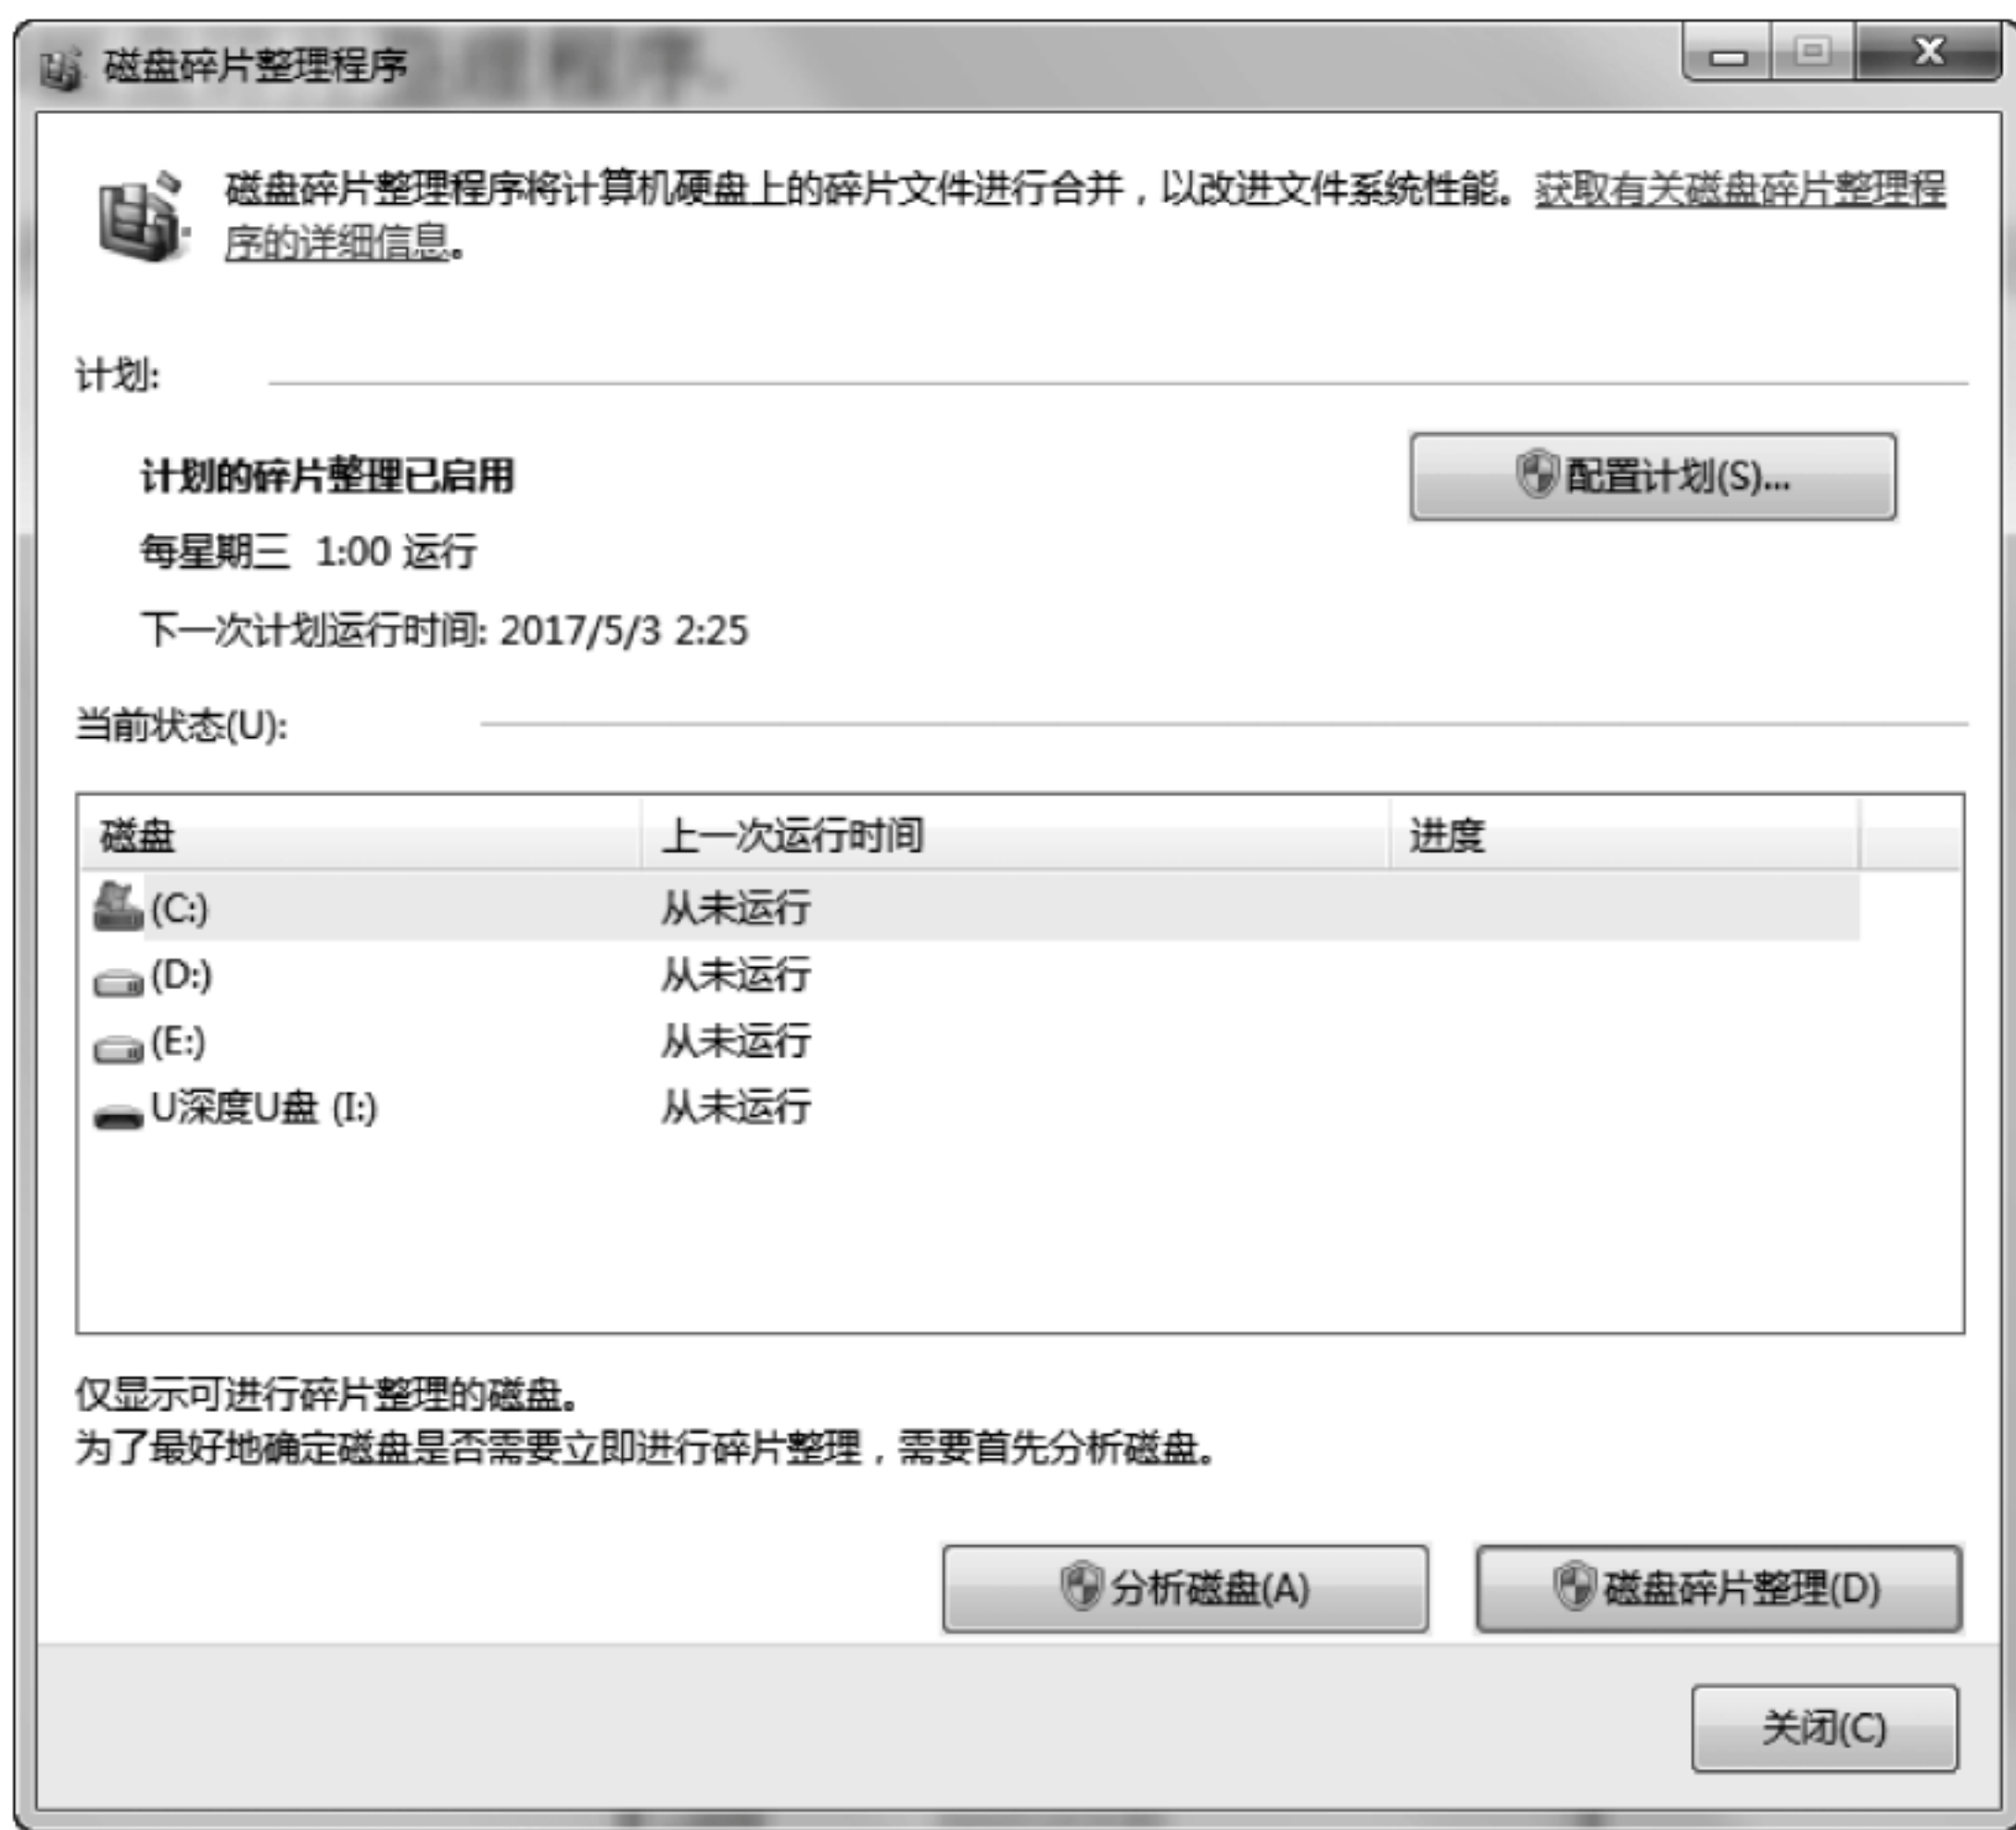 磁盘碎片整理程序
磁盘碎片整理程序将计算机硬盘上的碎片文件进行合并，以改进文件系统性能。获取有关磁盘碎片整理程
序的详细信息。
计划:
计划的碎片整理已启用
配置计划(S)...
每星期三 1:00 运行
下一次计划运行时间: 2017/5/3 2:25
当前状态(U):
磁盘 上一次运行时间 进度
(C:) 从未运行
(D:) 从未运行
(E:) 从未运行
U深度U盘 (I:) 从未运行
仅显示可进行碎片整理的磁盘。
为了最好地确定磁盘是否需要立即进行碎片整理，需要首先分析磁盘。
分析磁盘(A) 磁盘碎片整理(D)
关闭(C)